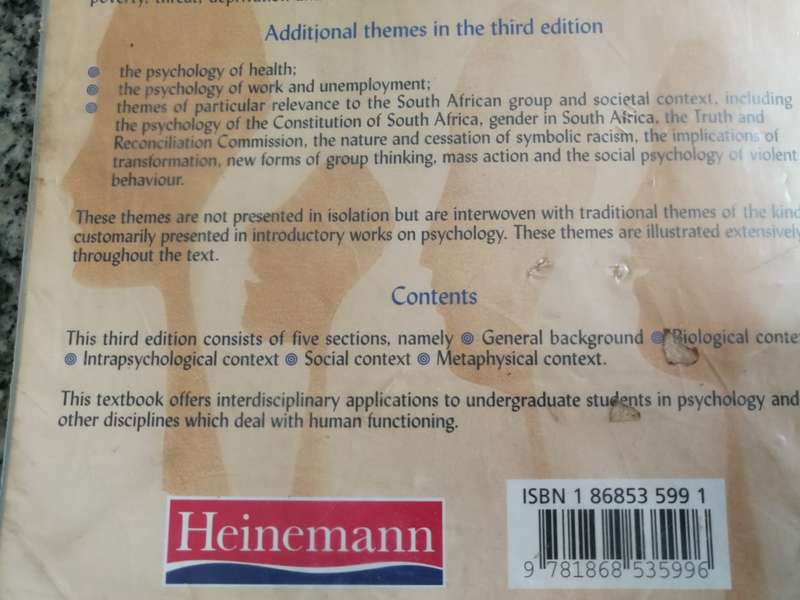 poverty, threat, deprivation
Additional themes in the third edition
the psychology of health;
the psychology of work and unemployment;
themes of particular relevance to the South African group and societal context, including
the psychology of the Constitution of South Africa, gender in South Africa, the Truth and
Reconciliation Commission, the nature and cessation of symbolic racism, the implications of
transformation, new forms of group thinking, mass action and the social psychology of violent
behaviour.
These themes are not presented in isolation but are interwoven with traditional themes of the kind
customarily presented in introductory works on psychology. These themes are illustrated extensively
throughout the text.
Contents
This third edition consists of five sections, namely General background Biological conte
Intrapsychological context Social context Metaphysical context.
This textbook offers interdisciplinary applications to undergraduate students in psychology and
other disciplines which deal with human functioning.
Heinemann
ISBN 1 86853 599 1
9 781868 535996